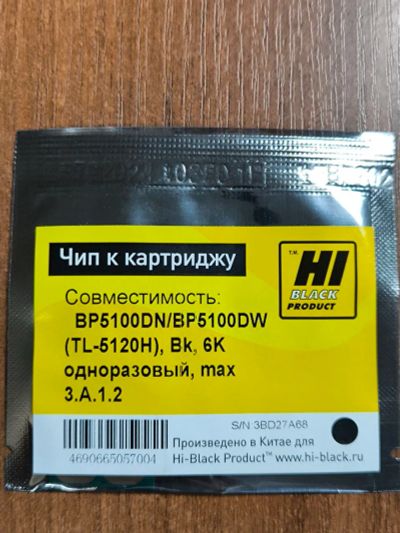 Чип к картриджу
Совместимость:
BP5100DN/BP5100DW
(TL-5120H), Bk, 6K
одноразовый, max
3.A.1.2
T.M.
HI
BLACK
PRODUCT
S/N 3BD27A68
4690665057004
Произведено в Китае для
Hi-Black Product™ www.hi-black.ru